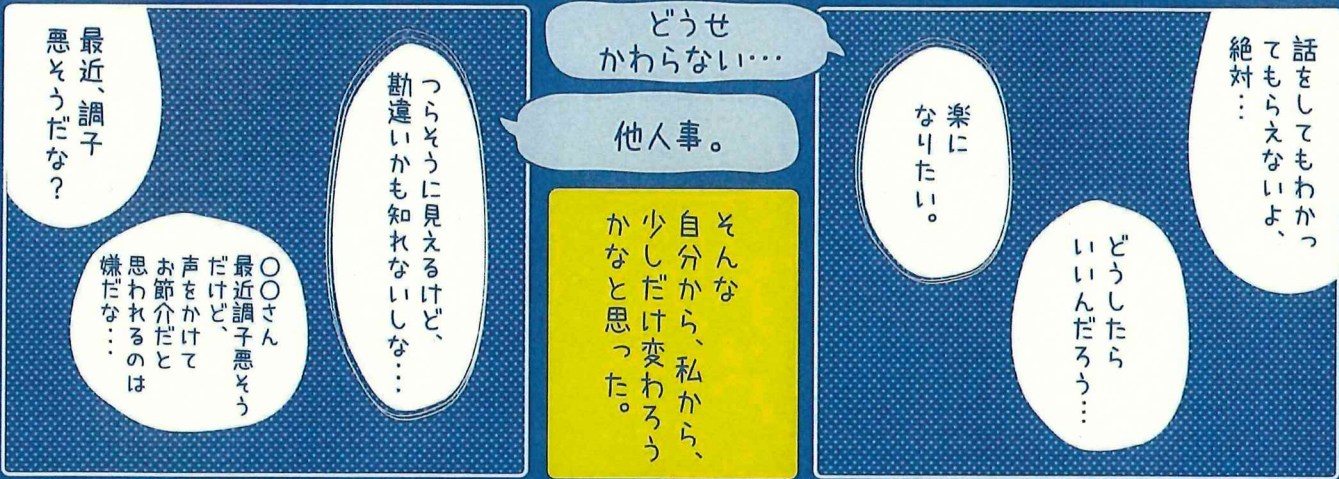 話をしてもわかっ
てもらえないよ、
絶対…
どうしたら
いいんだろう…
楽に
なりたい。
どうせ
かわらない…
他人事。
そんな
自分から、私から、
少しだけ変わろう
かなと思った。
つらそうに見えるけど、
勘違いかも知れないしな…
〇〇さん
最近調子悪そう
だけど、
声をかけて
お節介だと
思われるのは
嫌だな…
最近、調子
悪そうだな?